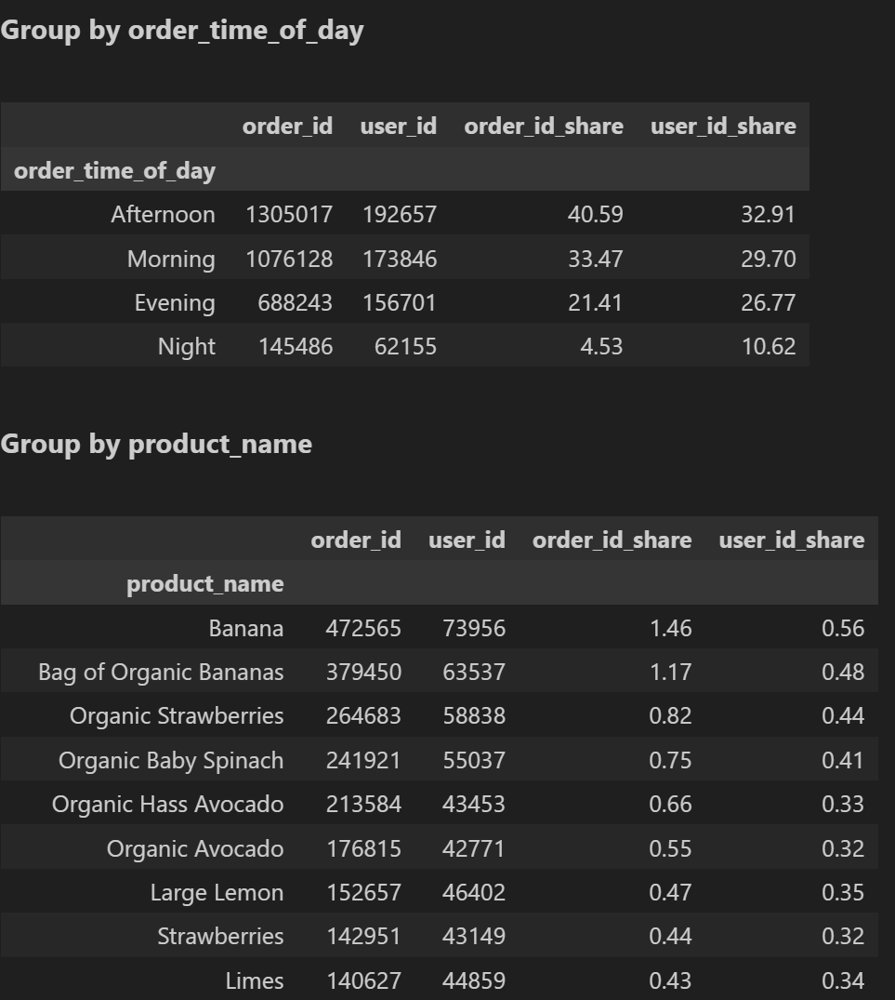 Group by order_time_of_day
order_id user_id order_id_share user_id_share
order_time_of_day
Afternoon 1305017 192657 40.59 32.91
Morning 1076128 173846 33.47 29.70
Evening 688243 156701 21.41 26.77
Night 145486 62155 4.53 10.62
Group by product_name
order_id user_id order_id_share user_id_share
product_name
Banana 472565 73956 1.46 0.56
Bag of Organic Bananas 379450 63537 1.17 0.48
Organic Strawberries 264683 58838 0.82 0.44
Organic Baby Spinach 241921 55037 0.75 0.41
Organic Hass Avocado 213584 43453 0.66 0.33
Organic Avocado 176815 42771 0.55 0.32
Large Lemon 152657 46402 0.47 0.35
Strawberries 142951 43149 0.44 0.32
Limes 140627 44859 0.43 0.34